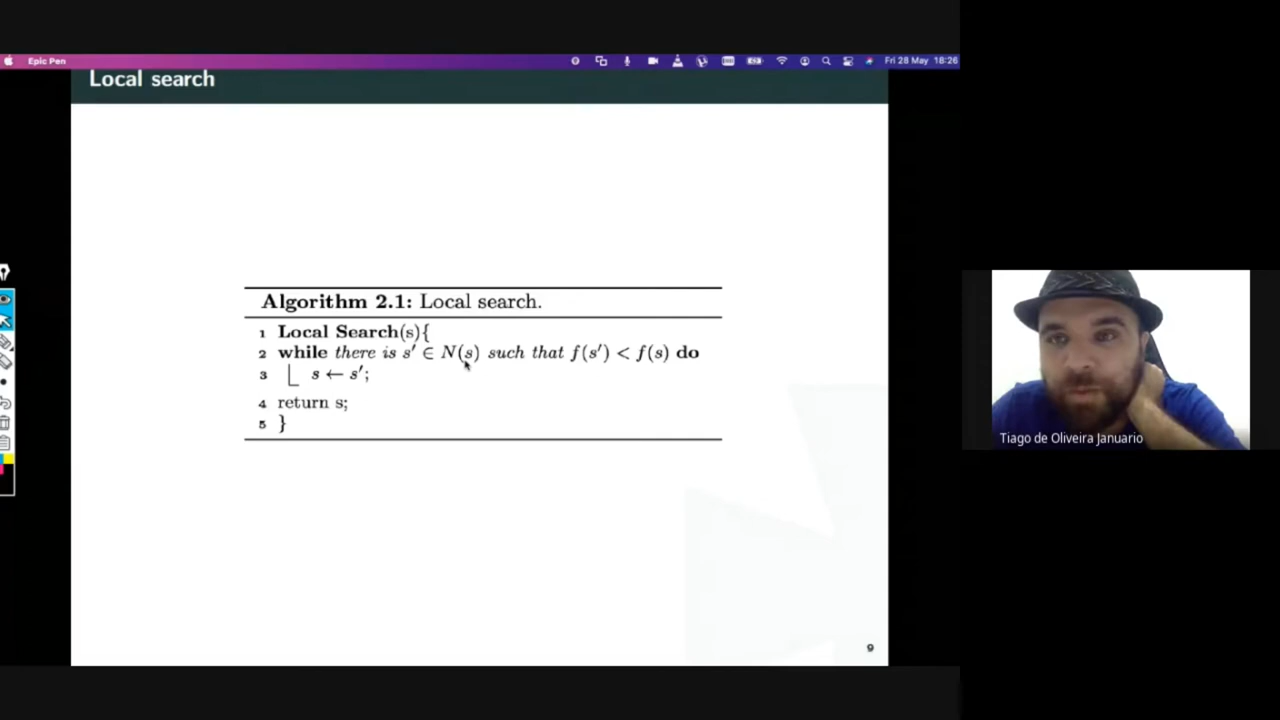 Epic Pen
Fri 28 May 18:26
Local search
Algorithm 2.1: Local search.
1 Local Search(s){
2 while there is s′ ∈ N(s) such that f(s′) < f(s) do
3 s ← s′;
4 return s;
5 }
Tiago de Oliveira Januario
9